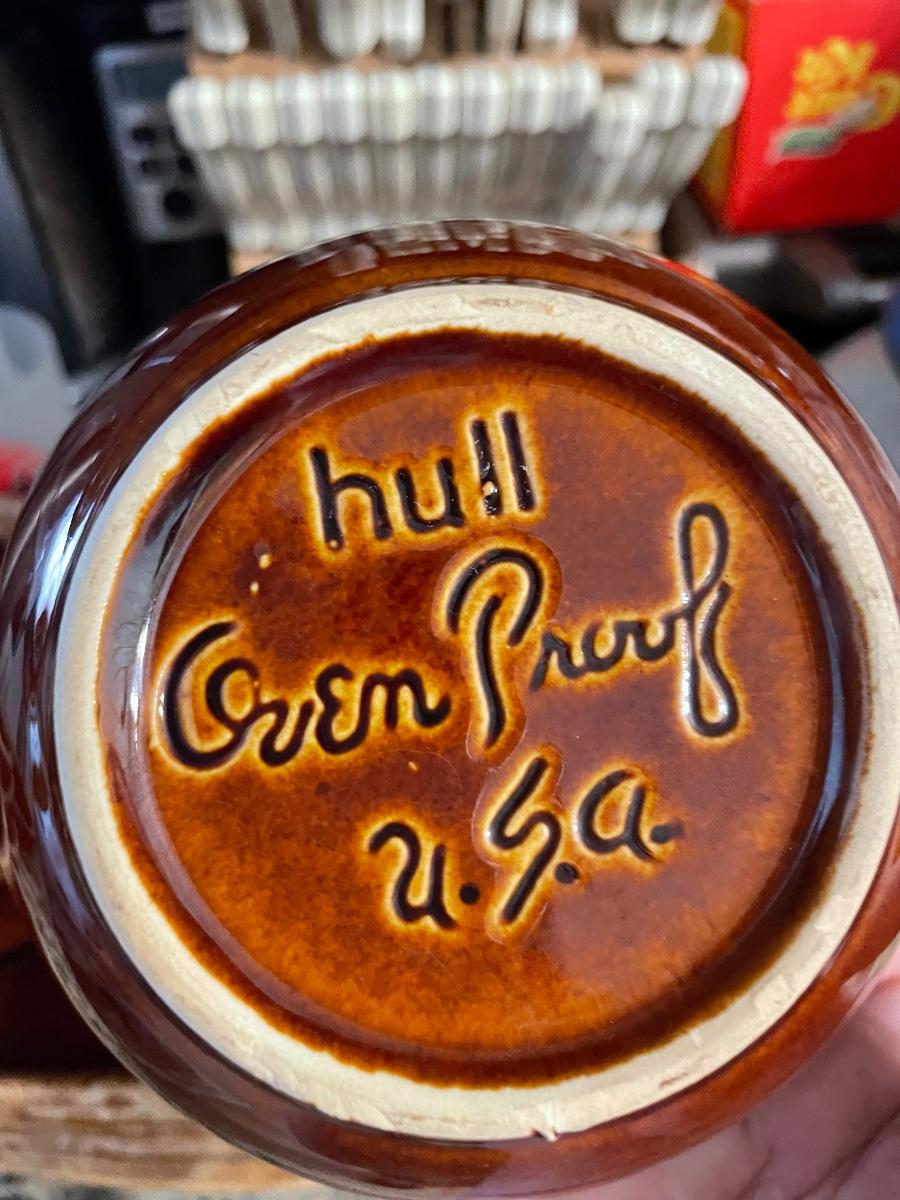 hull
Oven Proof
U.S.A.